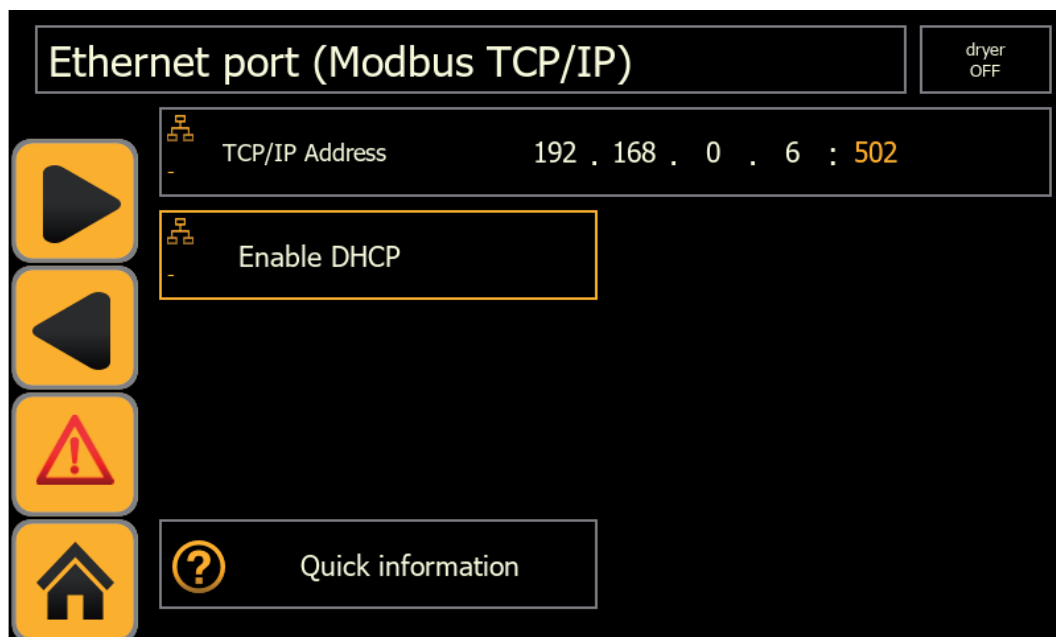 Ethernet port (Modbus TCP/IP)
dryer
OFF
TCP/IP Address 192 . 168 . 0 . 6 : 502
-
Enable DHCP
-
Quick information